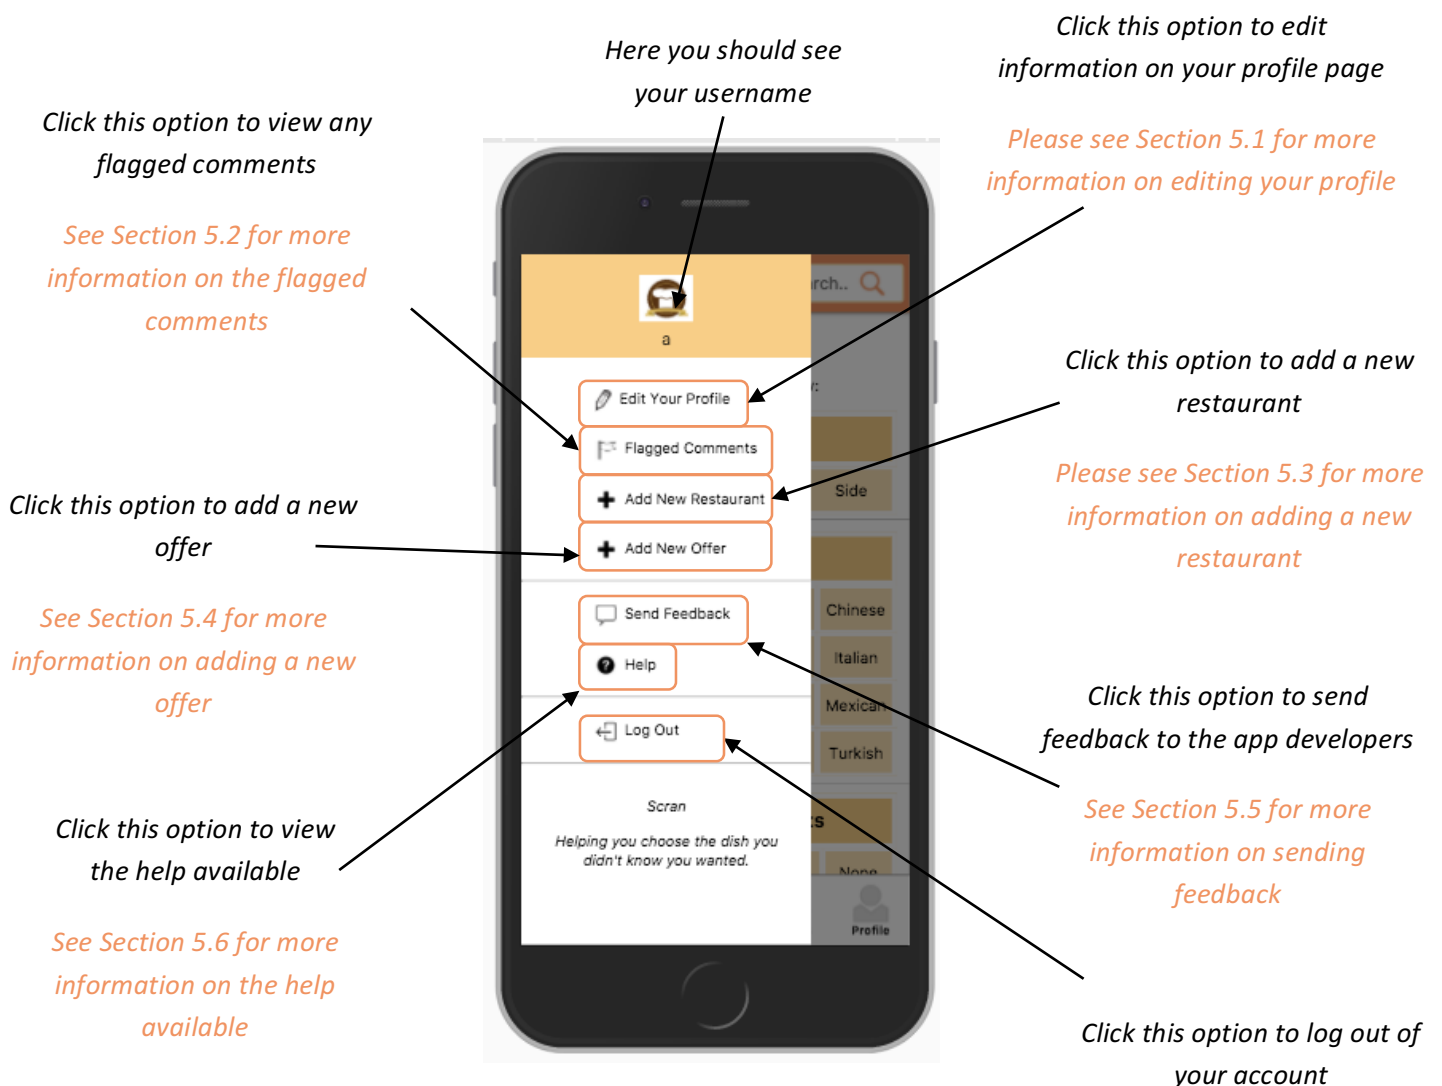 Here you should see
your username
Click this option to edit
information on your profile page
Please see Section 5.1 for more
information on editing your profile
Click this option to view any
flagged comments
See Section 5.2 for more
information on the flagged
comments
Click this option to add a new
restaurant
Please see Section 5.3 for more
information on adding a new
restaurant
Click this option to add a new
offer
See Section 5.4 for more
information on adding a new
offer
Click this option to send
feedback to the app developers
See Section 5.5 for more
information on sending
feedback
Click this option to view
the help available
See Section 5.6 for more
information on the help
available
Click this option to log out of
your account
a
Edit Your Profile
Flagged Comments
Add New Restaurant
Add New Offer
Send Feedback
Help
Log Out
Scran
Helping you choose the dish you
didn't know you wanted.
rch..
Side
Chinese
Italian
Mexican
Turkish
ts
None
Profile